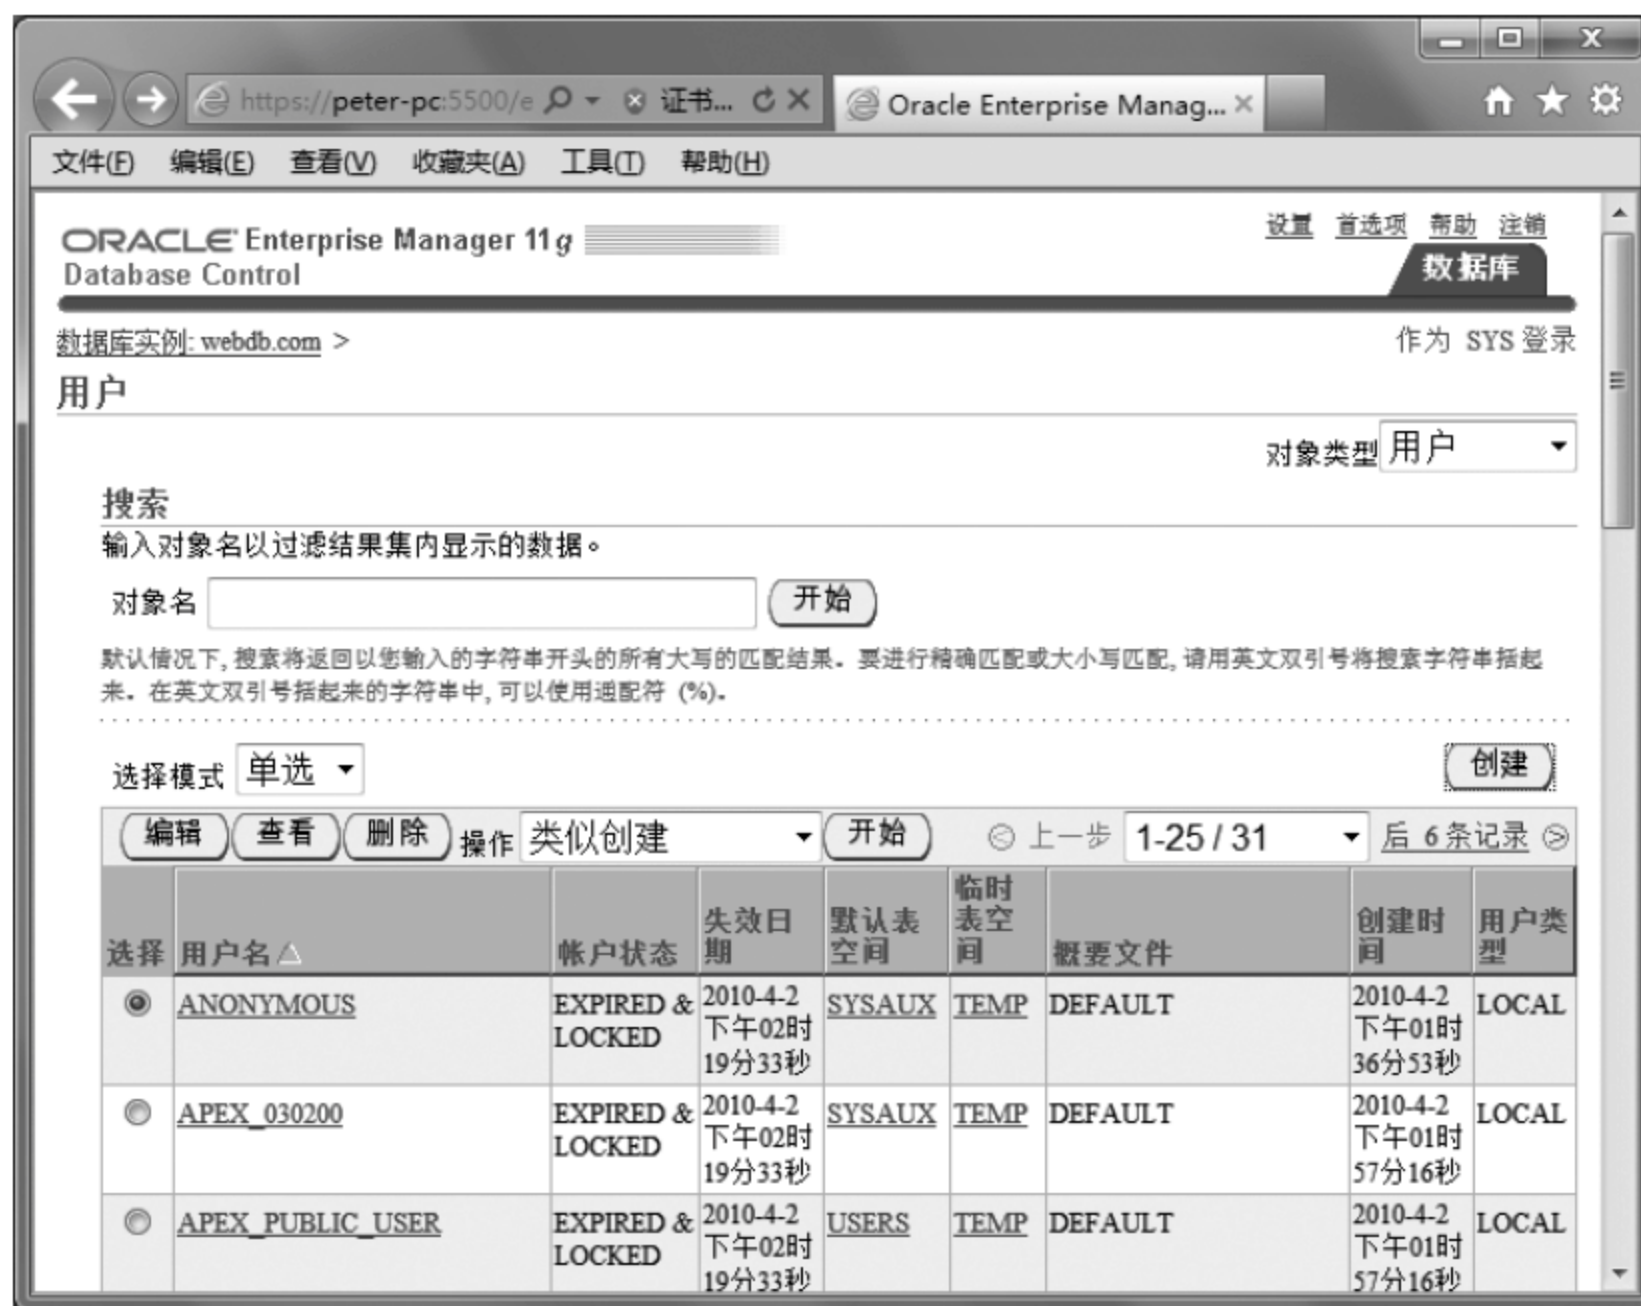 https://peter-pc:5500/e 证书... Oracle Enterprise Manag...
文件(F) 编辑(E) 查看(V) 收藏夹(A) 工具(T) 帮助(H)
设置 首选项 帮助 注销
ORACLE Enterprise Manager 11g
Database Control
数据库
数据库实例: webdb.com >
作为 SYS 登录
用户
对象类型 用户
搜索
输入对象名以过滤结果集内显示的数据。
对象名 开始
默认情况下, 搜索将返回以您输入的字符串开头的所有大写的匹配结果。要进行精确匹配或大小写匹配, 请用英文双引号将搜索字符串括起
来。在英文双引号括起来的字符串中, 可以使用通配符 (%)。
选择模式 单选 创建
编辑 查看 删除 操作 类似创建 开始 上一步 1-25 / 31 后 6 条记录
选择 用户名 帐户状态 失效日期 默认表空间 临时表空间 概要文件 创建时间 用户类型
ANONYMOUS EXPIRED & LOCKED 2010-4-2 下午02时19分33秒 SYSAUX TEMP DEFAULT 2010-4-2 下午01时36分53秒 LOCAL
APEX_030200 EXPIRED & LOCKED 2010-4-2 下午02时19分33秒 SYSAUX TEMP DEFAULT 2010-4-2 下午01时57分16秒 LOCAL
APEX_PUBLIC_USER EXPIRED & LOCKED 2010-4-2 下午02时19分33秒 USERS TEMP DEFAULT 2010-4-2 下午01时57分16秒 LOCAL